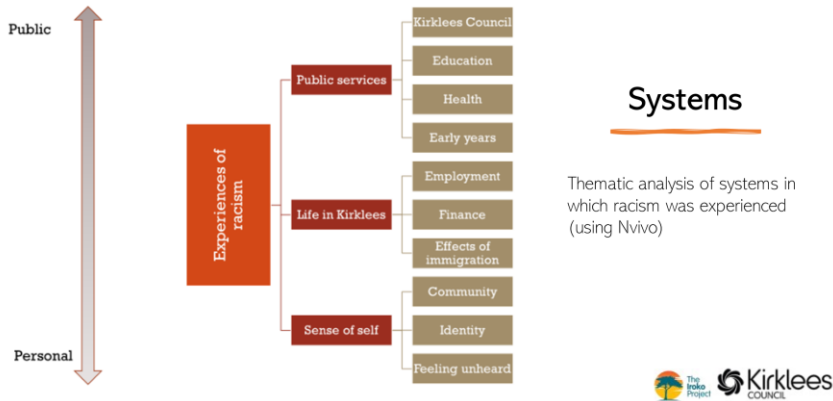 Public
Personal
Experiences of
racism
Public services
Kirklees Council
Education
Health
Early years
Life in Kirklees
Employment
Finance
Effects of
immigration
Sense of self
Community
Identity
Feeling unheard
Systems
Thematic analysis of systems in
which racism was experienced
(using Nvivo)
The
Iroko
Project
Kirklees
COUNCIL